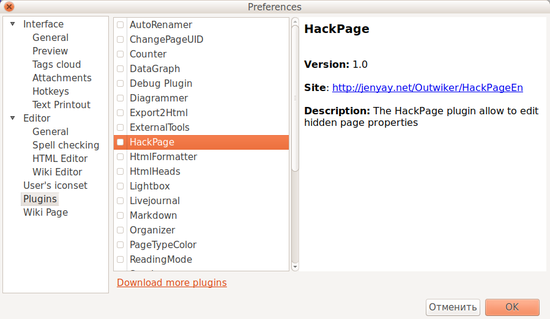 Preferences
Interface
General
Preview
Tags cloud
Attachments
Hotkeys
Text Printout
Editor
General
Spell checking
HTML Editor
Wiki Editor
User's iconset
Plugins
Wiki Page
AutoRenamer
ChangePageUID
Counter
DataGraph
Debug Plugin
Diagrammer
Export2Html
ExternalTools
HackPage
HtmlFormatter
HtmlHeads
Lightbox
Livejournal
Markdown
Organizer
PageTypeColor
ReadingMode
Download more plugins
HackPage
Version: 1.0
Site: http://jenyay.net/Outwiker/HackPageEn
Description: The HackPage plugin allow to edit
hidden page properties
Отменить
OK